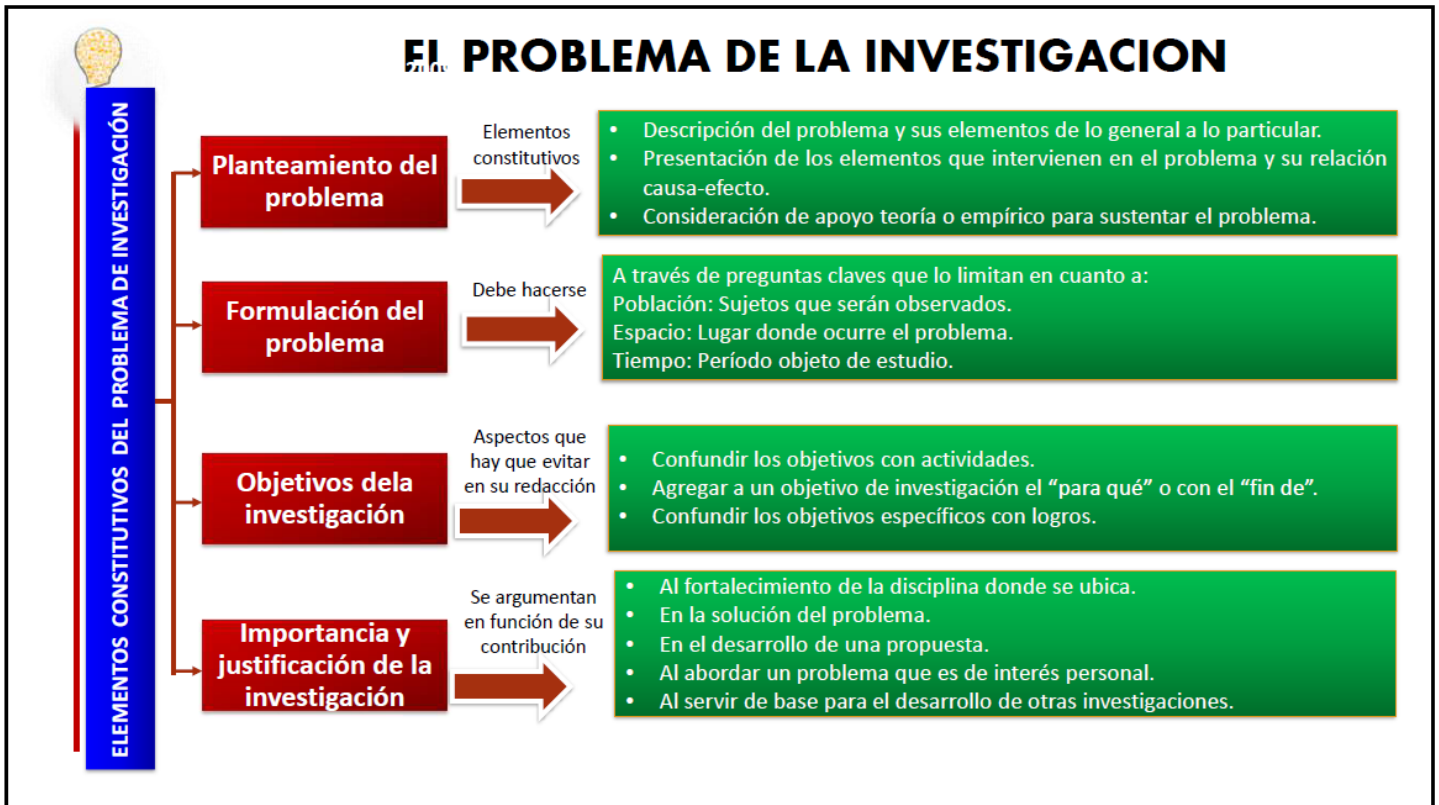 EL PROBLEMA DE LA INVESTIGACION
ELEMENTOS CONSTITUTIVOS DEL PROBLEMA DE INVESTIGACIÓN
Planteamiento del
problema
Elementos
constitutivos
• Descripción del problema y sus elementos de lo general a lo particular.
• Presentación de los elementos que intervienen en el problema y su relación
causa-efecto.
• Consideración de apoyo teoría o empírico para sustentar el problema.
Formulación del
problema
Debe hacerse
A través de preguntas claves que lo limitan en cuanto a:
Población: Sujetos que serán observados.
Espacio: Lugar donde ocurre el problema.
Tiempo: Período objeto de estudio.
Objetivos dela
investigación
Aspectos que
hay que evitar
en su redacción
• Confundir los objetivos con actividades.
• Agregar a un objetivo de investigación el “para qué” o con el “fin de”.
• Confundir los objetivos específicos con logros.
Importancia y
justificación de la
investigación
Se argumentan
en función de su
contribución
• Al fortalecimiento de la disciplina donde se ubica.
• En la solución del problema.
• En el desarrollo de una propuesta.
• Al abordar un problema que es de interés personal.
• Al servir de base para el desarrollo de otras investigaciones.